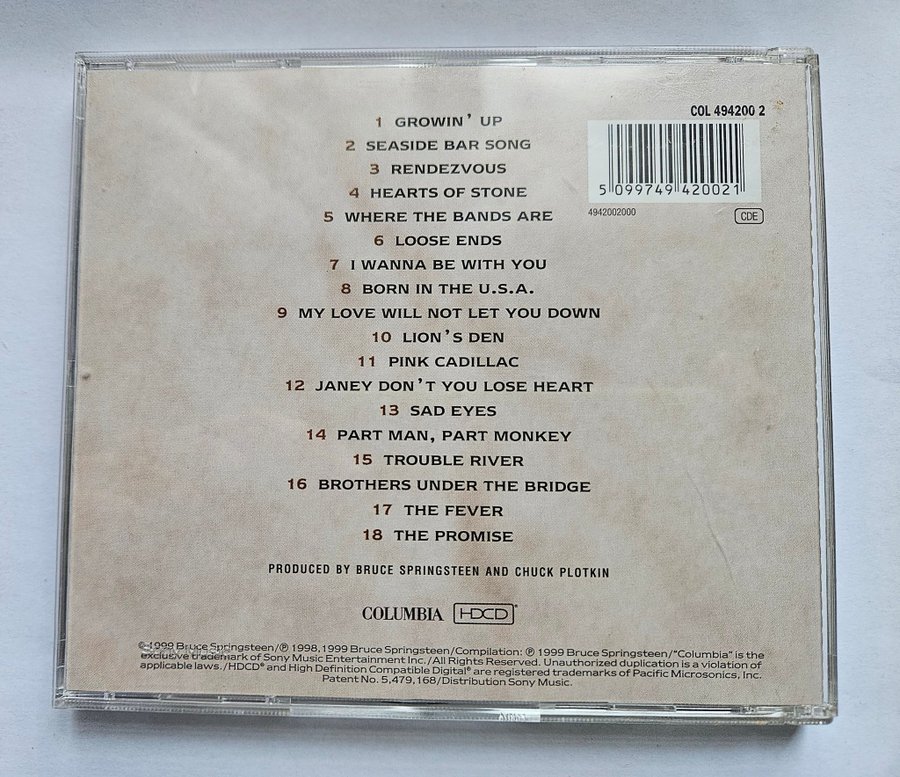 COL 494200 2
1 GROWIN' UP
2 SEASIDE BAR SONG
3 RENDEZVOUS
4 HEARTS OF STONE
5 099749 420021
4942002000
CDE
5 WHERE THE BANDS ARE
6 LOOSE ENDS
7 I WANNA BE WITH YOU
8 BORN IN THE U.S.A.
9 MY LOVE WILL NOT LET YOU DOWN
10 LION'S DEN
11 PINK CADILLAC
12 JANEY DON'T YOU LOSE HEART
13 SAD EYES
14 PART MAN, PART MONKEY
15 TROUBLE RIVER
16 BROTHERS UNDER THE BRIDGE
17 THE FEVER
18 THE PROMISE
PRODUCED BY BRUCE SPRINGSTEEN AND CHUCK PLOTKIN
COLUMBIA HDCD®
© 1999 Bruce Springsteen/℗ 1998, 1999 Bruce Springsteen/Compilation: ℗ 1999 Bruce Springsteen/"Columbia" is the
exclusive trademark of Sony Music Entertainment Inc./All Rights Reserved. Unauthorized duplication is a violation of
applicable laws./HDCD® and High Definition Compatible Digital® are registered trademarks of Pacific Microsonics, Inc.
Patent No. 5,479,168/Distribution Sony Music.